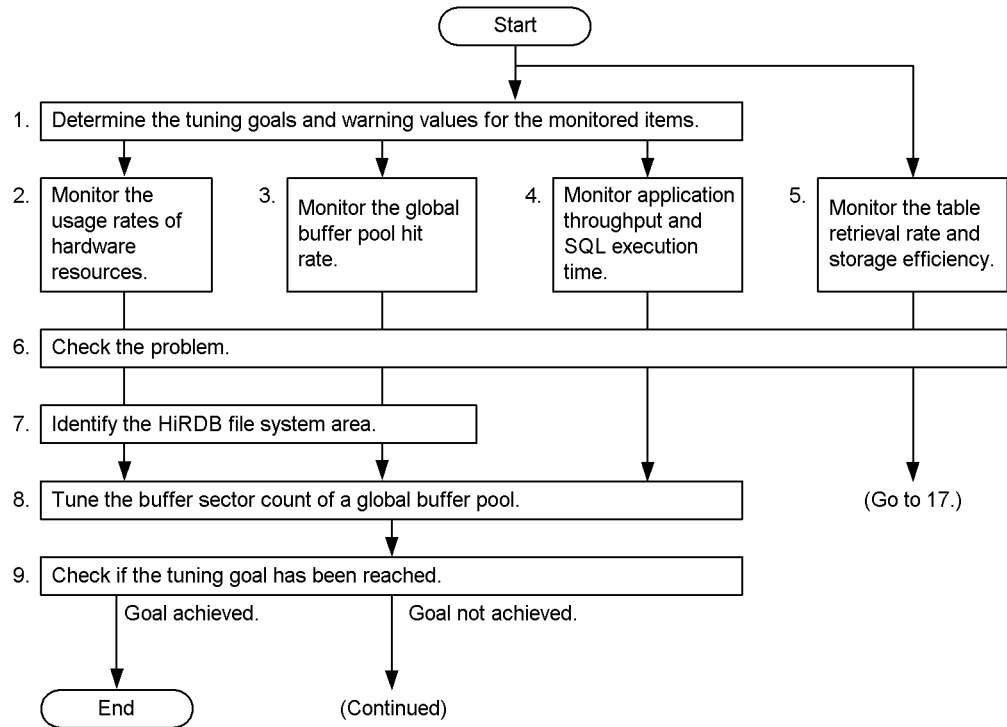 Start
1. Determine the tuning goals and warning values for the monitored items.
2. Monitor the
usage rates of
hardware
resources.
3. Monitor the global
buffer pool hit
rate.
4. Monitor application
throughput and
SQL execution
time.
5. Monitor the table
retrieval rate and
storage efficiency.
6. Check the problem.
7. Identify the HiRDB file system area.
8. Tune the buffer sector count of a global buffer pool.
(Go to 17.)
9. Check if the tuning goal has been reached.
Goal achieved.
Goal not achieved.
End
(Continued)